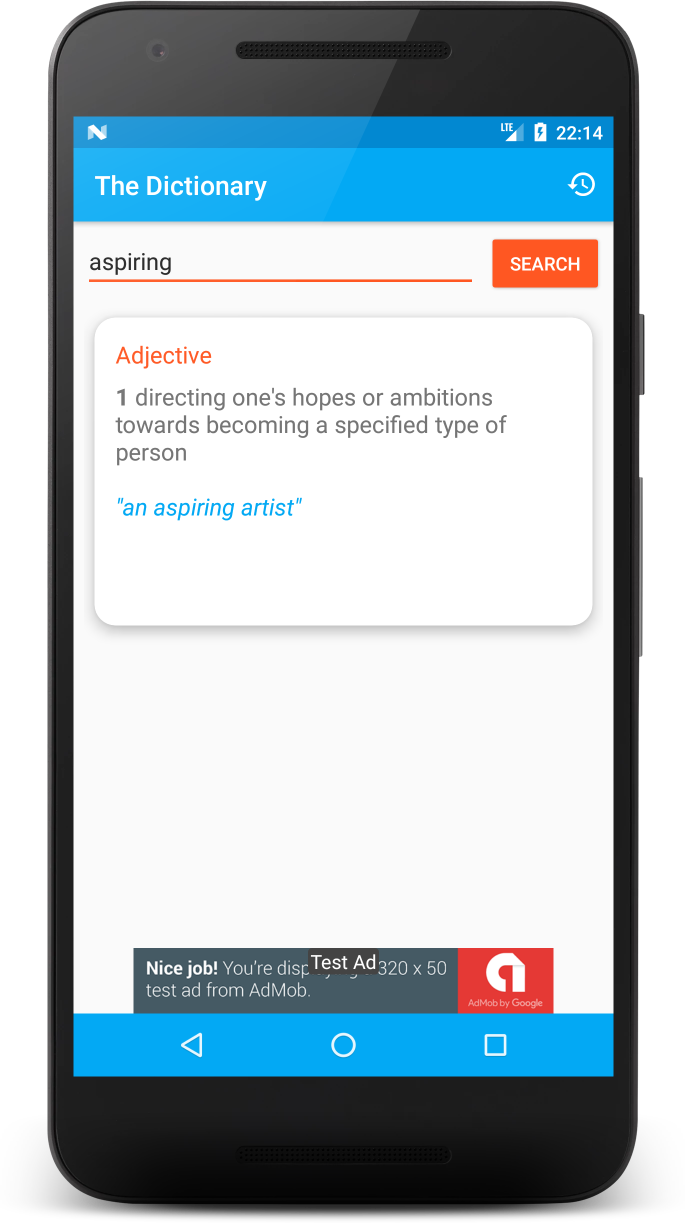 LTE 22:14
The Dictionary
aspiring
SEARCH
Adjective
1 directing one's hopes or ambitions
towards becoming a specified type of
person
"an aspiring artist"
Test Ad
Nice job! You're 320 x 50
test ad from AdMob.
AdMob by Google